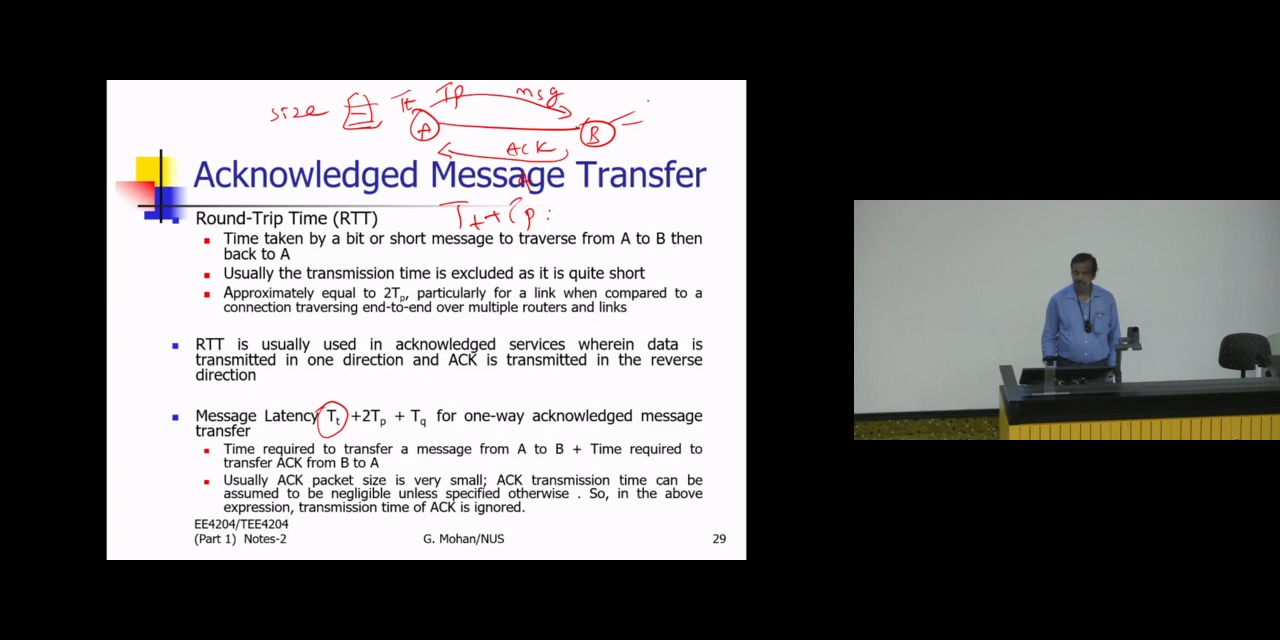 size Tt Tp msg
A B
ACK
Acknowledged Message Transfer
Tt + Tp
Round-Trip Time (RTT)
Time taken by a bit or short message to traverse from A to B then
back to A
Usually the transmission time is excluded as it is quite short
Approximately equal to 2Tp, particularly for a link when compared to a
connection traversing end-to-end over multiple routers and links
RTT is usually used in acknowledged services wherein data is
transmitted in one direction and ACK is transmitted in the reverse
direction
Message Latency Tt +2Tp + Tq for one-way acknowledged message
transfer
Time required to transfer a message from A to B + Time required to
transfer ACK from B to A
Usually ACK packet size is very small; ACK transmission time can be
assumed to be negligible unless specified otherwise . So, in the above
expression, transmission time of ACK is ignored.
EE4204/TEE4204
(Part 1) Notes-2 G. Mohan/NUS 29